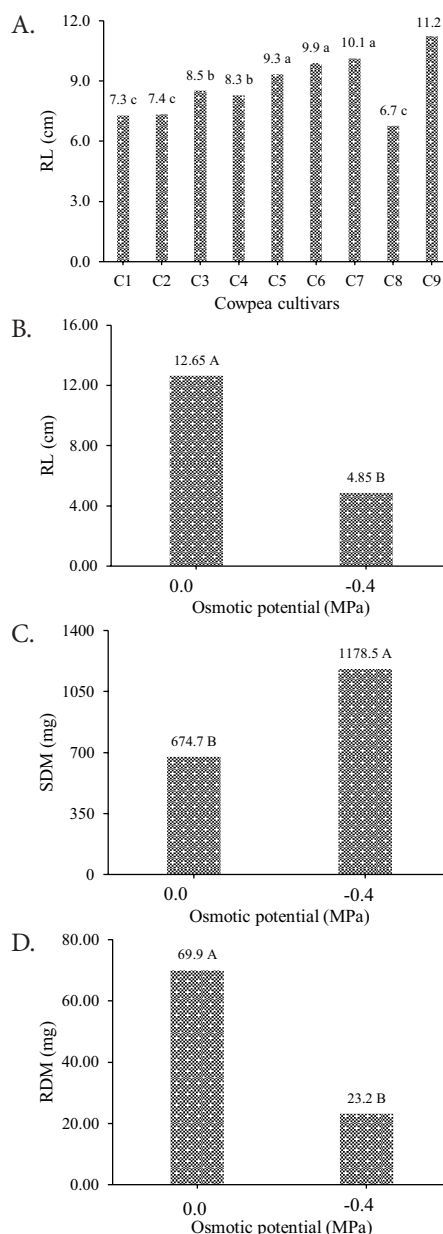 A.
RL (cm)
12.0
9.0
6.0
3.0
0.0
7.3 c
7.4 c
8.5 b
8.3 b
9.3 a
9.9 a
10.1 a
6.7 c
11.2
C1 C2 C3 C4 C5 C6 C7 C8 C9
Cowpea cultivars
B.
RL (cm)
16.00
12.00
8.00
4.00
0.00
12.65 A
4.85 B
0.0 -0.4
Osmotic potential (MPa)
C.
SDM (mg)
1400
1050
700
350
0
674.7 B
1178.5 A
0.0 -0.4
Osmotic potential (MPa)
D.
RDM (mg)
80.00
60.00
40.00
20.00
0.00
69.9 A
23.2 B
0.0 -0.4
Osmotic potential (MPa)